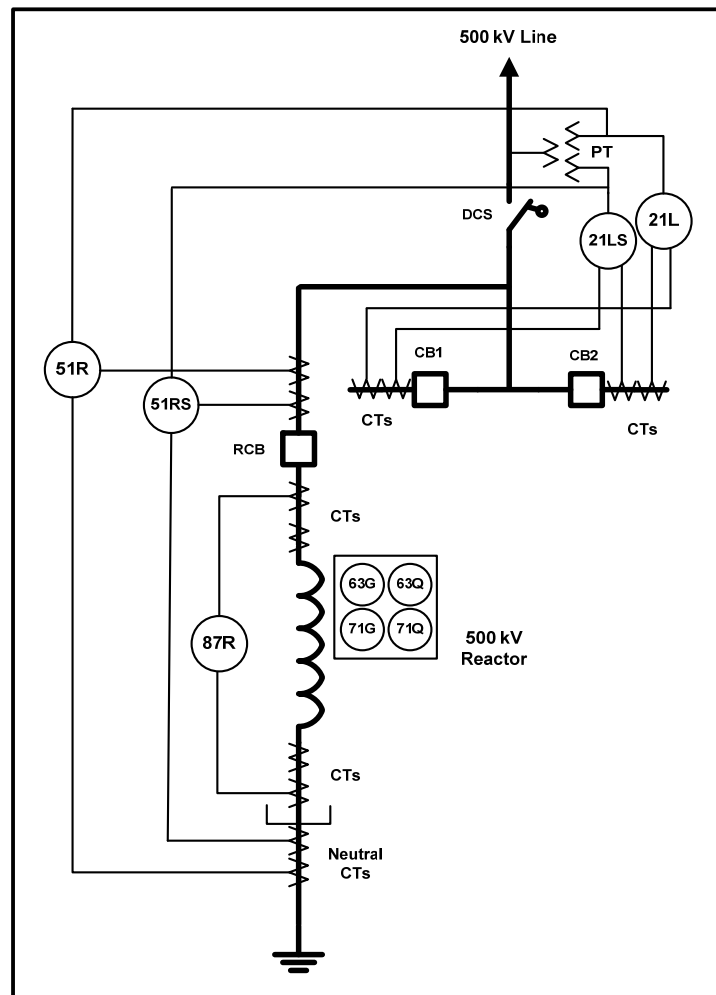 500 kV Line
PT
DCS
21LS
21L
51R
51RS
CB1
CB2
CTs
CTs
RCB
CTs
63G
63Q
71G
71Q
87R
500 kV
Reactor
CTs
Neutral
CTs